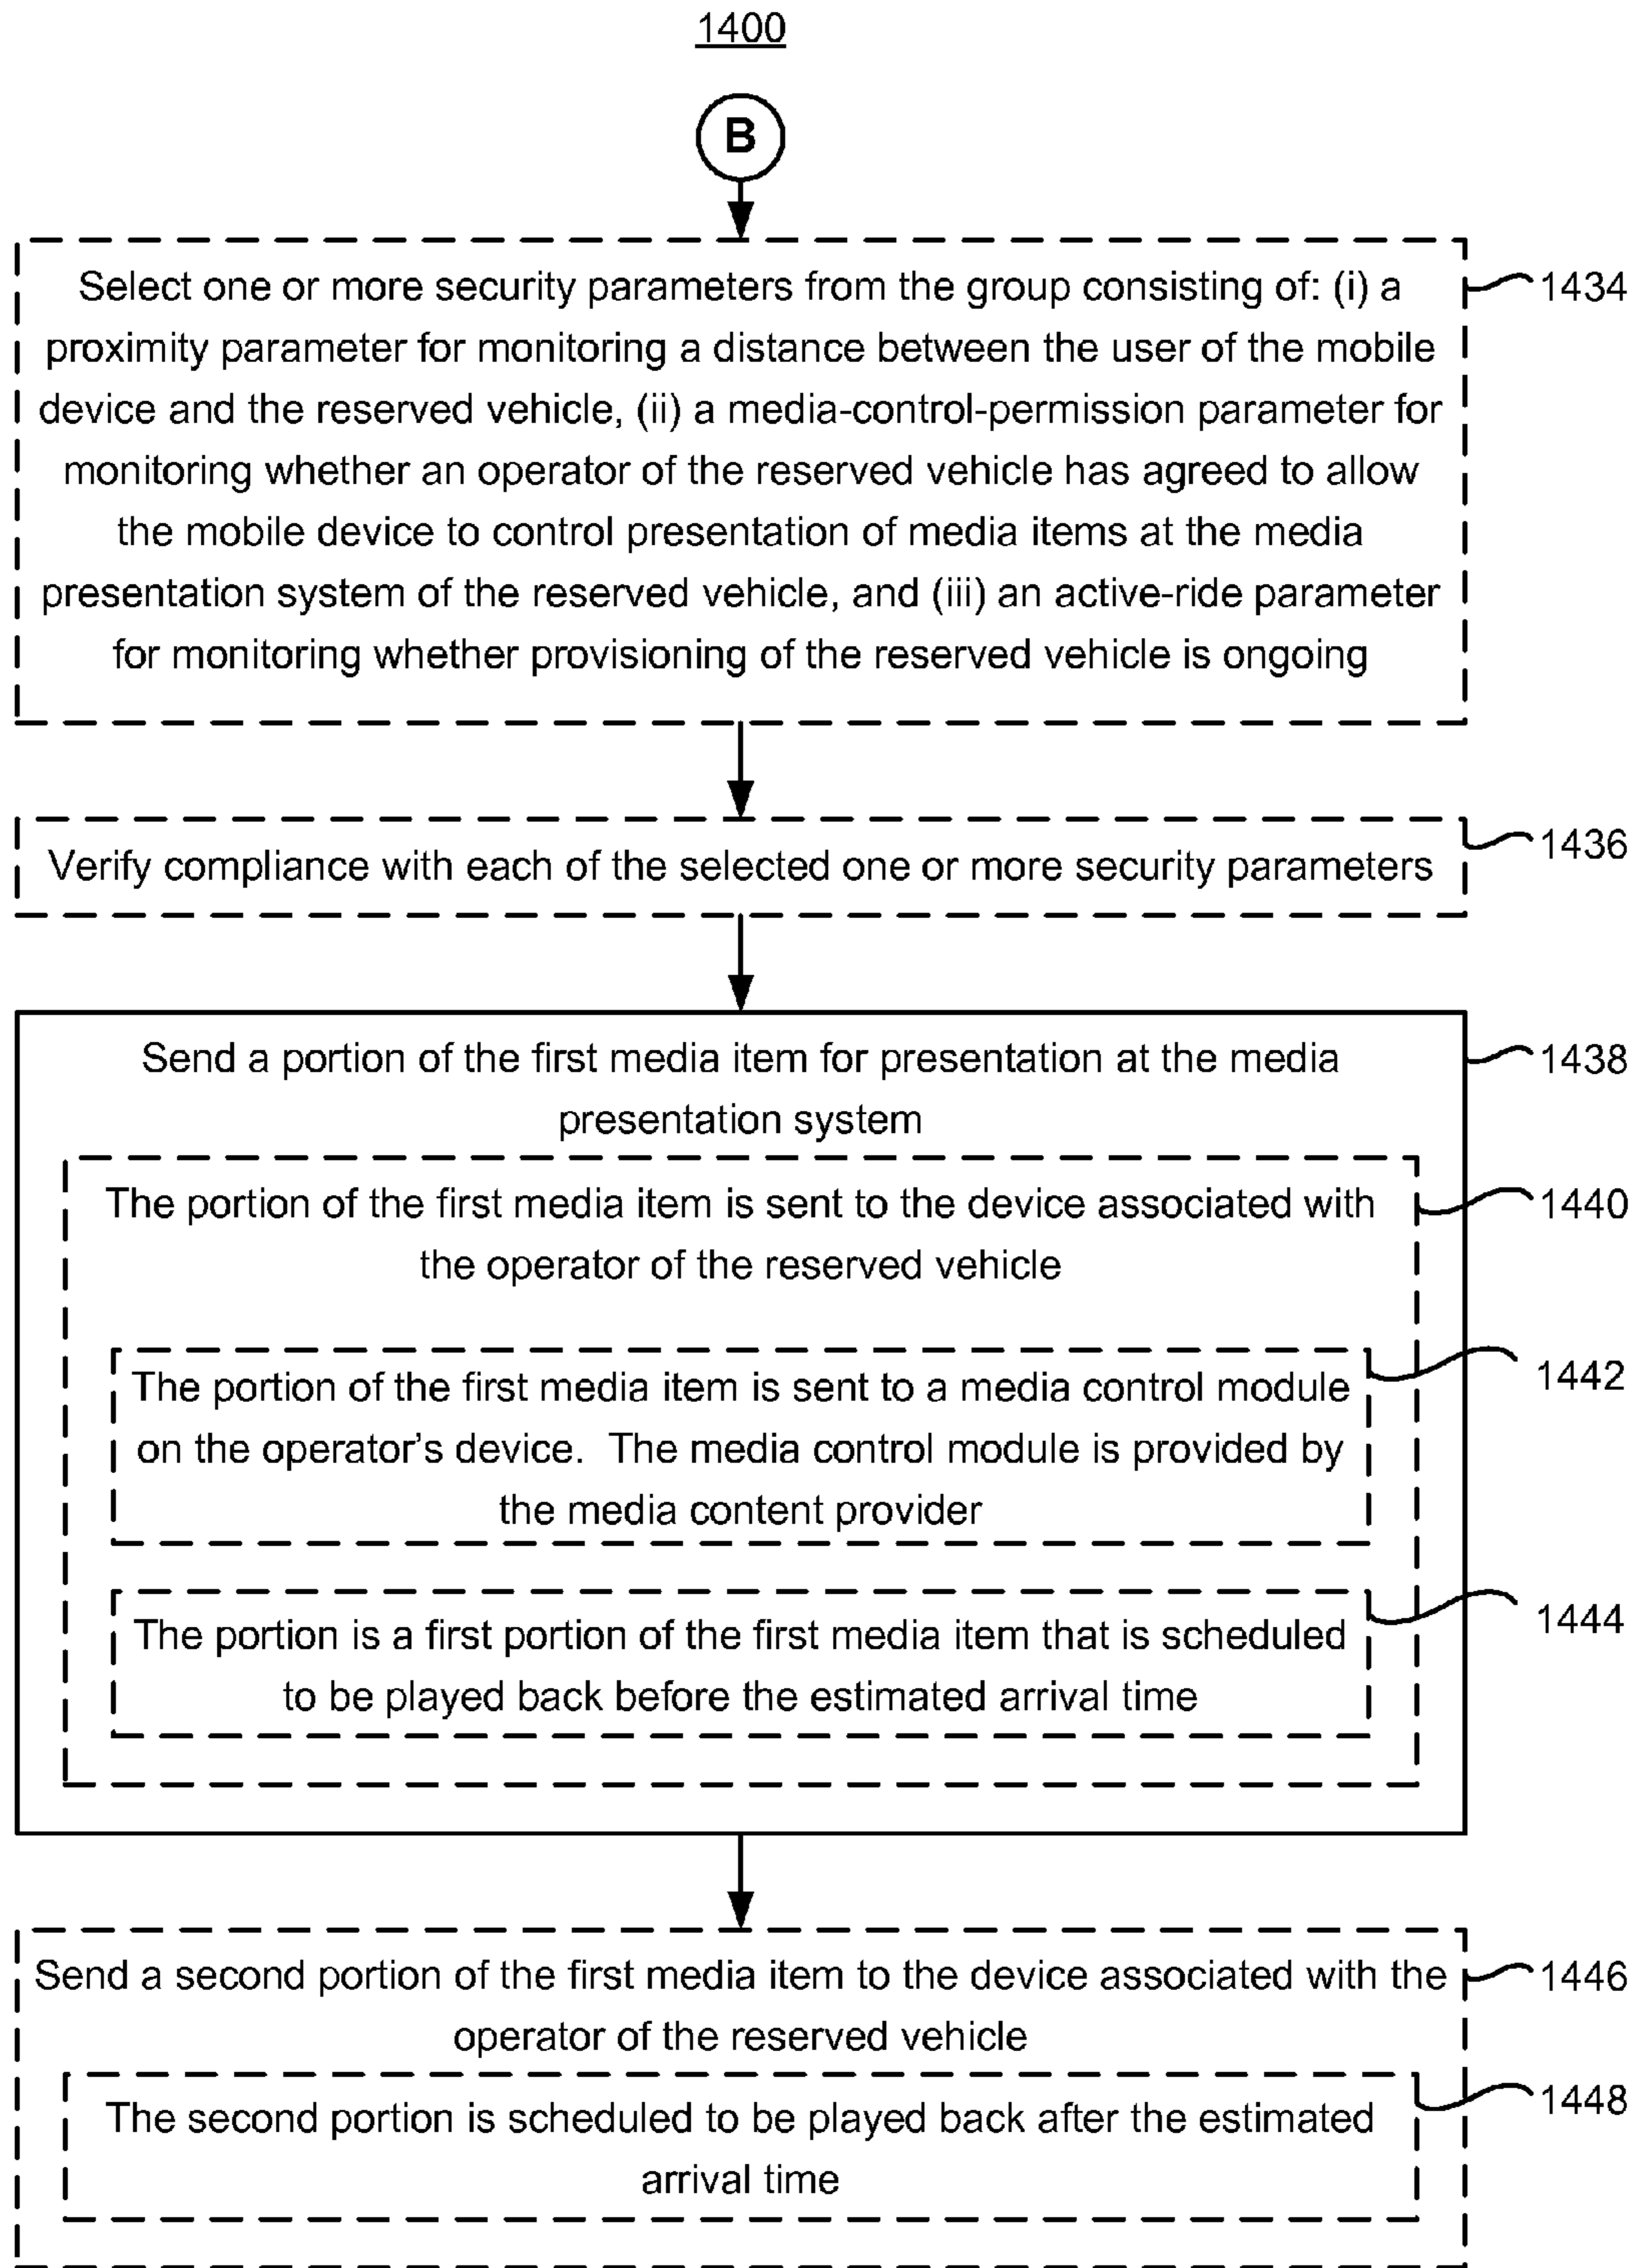 1400
B
Select one or more security parameters from the group consisting of: (i) a
proximity parameter for monitoring a distance between the user of the mobile
device and the reserved vehicle, (ii) a media-control-permission parameter for
monitoring whether an operator of the reserved vehicle has agreed to allow
the mobile device to control presentation of media items at the media
presentation system of the reserved vehicle, and (iii) an active-ride parameter
for monitoring whether provisioning of the reserved vehicle is ongoing
1434
Verify compliance with each of the selected one or more security parameters
1436
Send a portion of the first media item for presentation at the media
presentation system
1438
The portion of the first media item is sent to the device associated with
the operator of the reserved vehicle
1440
The portion of the first media item is sent to a media control module
on the operator's device.  The media control module is provided by
the media content provider
1442
The portion is a first portion of the first media item that is scheduled
to be played back before the estimated arrival time
1444
Send a second portion of the first media item to the device associated with the
operator of the reserved vehicle
1446
The second portion is scheduled to be played back after the estimated
arrival time
1448